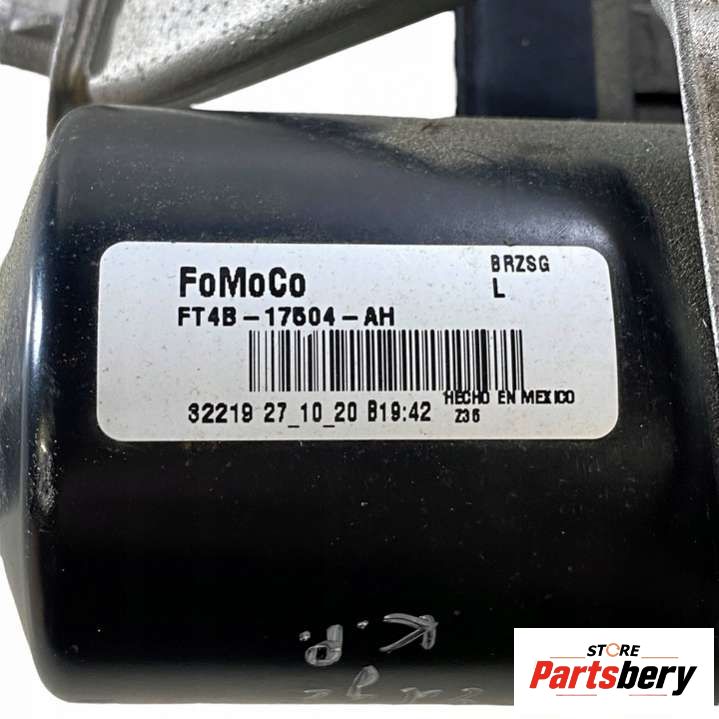 FoMoCo
BRZSG
L
FT4B-17504-AH
32219 27_10_20 B19:42
HECHO EN MEXICO
Z36
K.P.
STORE
Partsbery